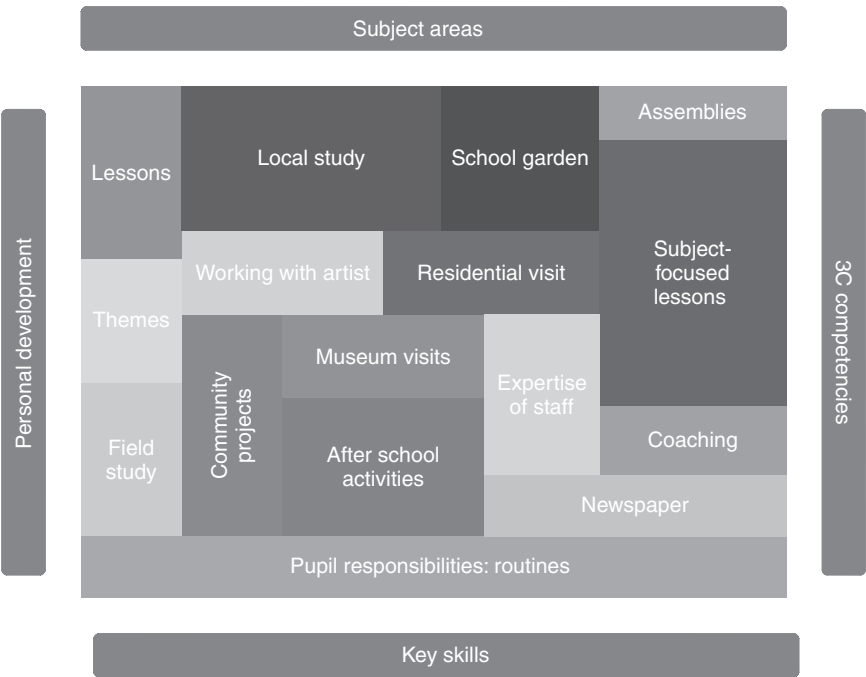 Subject areas
Assemblies
Lessons
Local study
School garden
Subject-
focused
lessons
Working with artist
Residential visit
Themes
Museum visits
Expertise
of staff
Community
projects
Field
study
After school
activities
Coaching
Newspaper
Pupil responsibilities: routines
Personal development
3C competencies
Key skills